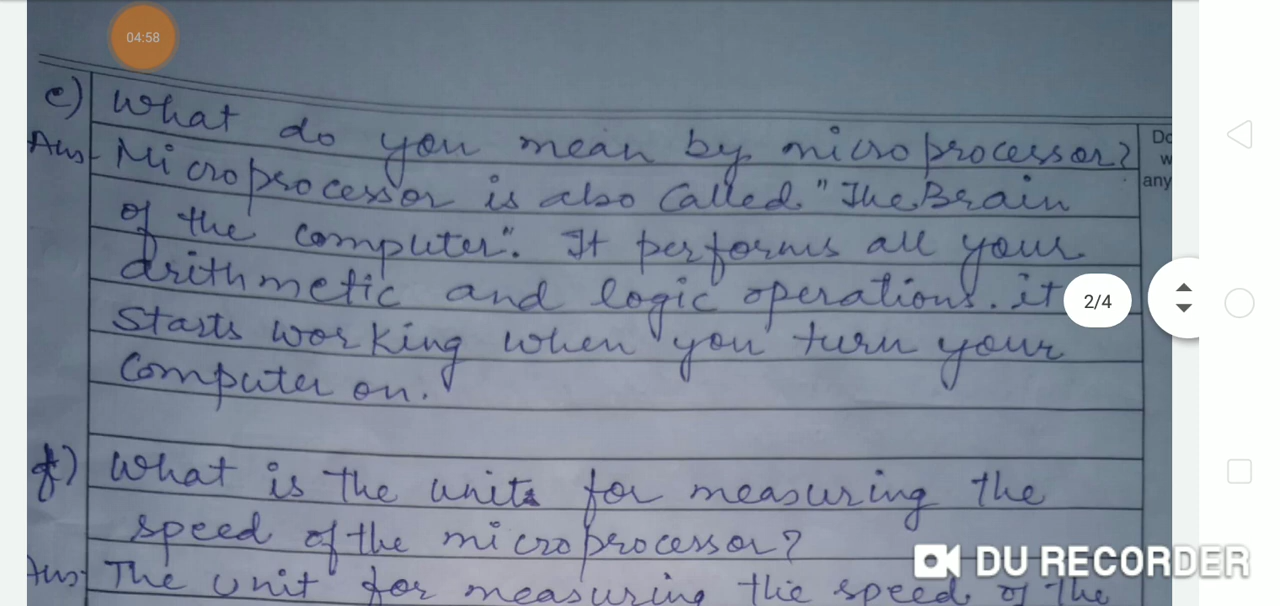 04:58
e) What do you mean by microprocessor?
Do
w
any
Ans- Microprocessor is also called "The Brain
of the computer". It performs all your
arithmetic and logic operations. it
2/4
starts working when you turn your
computer on.
f) What is the unit for measuring the
speed of the microprocessor?
DU RECORDER
Ans:- The unit for measuring the speed of the